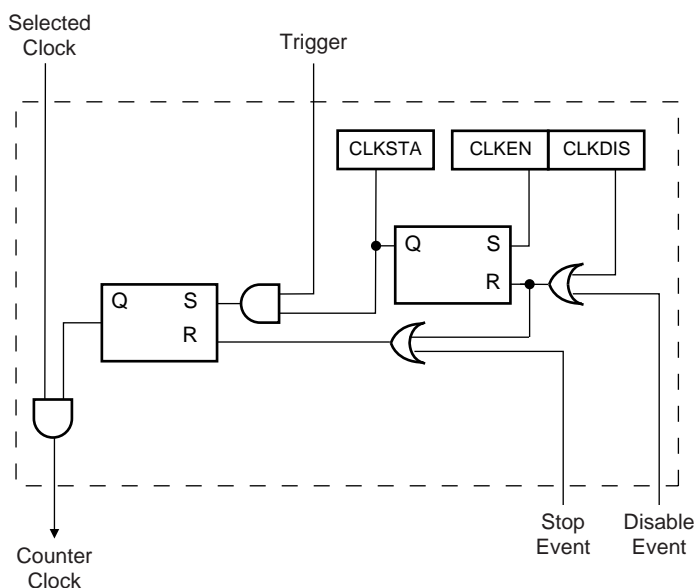 Selected
Clock
Trigger
CLKSTA
CLKEN
CLKDIS
Q
S
R
Q
S
R
Stop
Event
Disable
Event
Counter
Clock